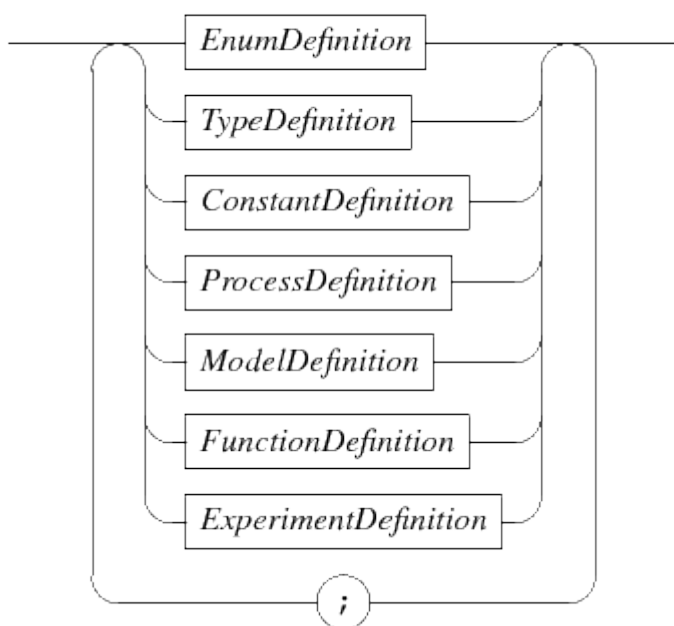 EnumDefinition
TypeDefinition
ConstantDefinition
ProcessDefinition
ModelDefinition
FunctionDefinition
ExperimentDefinition
;